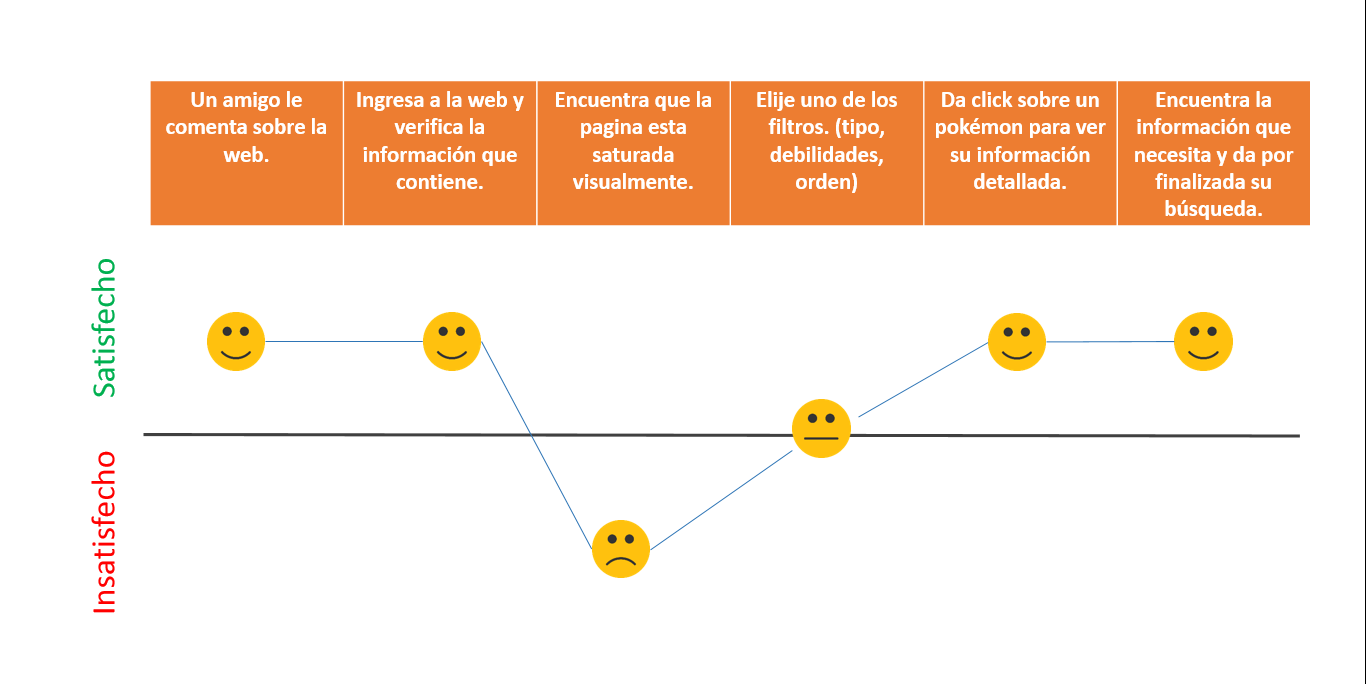 Un amigo le
comenta sobre la
web.
Ingresa a la web y
verifica la
información que
contiene.
Encuentra que la
pagina esta
saturada
visualmente.
Elije uno de los
filtros. (tipo,
debilidades,
orden)
Da click sobre un
pokémon para ver
su información
detallada.
Encuentra la
información que
necesita y da por
finalizada su
búsqueda.
Satisfecho
Insatisfecho